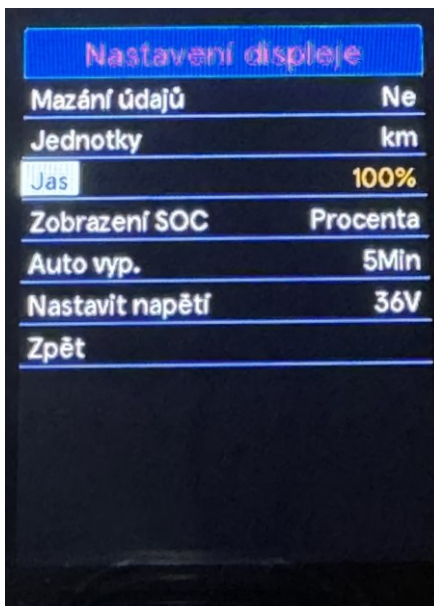 Nastavení displeje
Mazání údajů Ne
Jednotky km
Jas 100%
Zobrazení SOC Procenta
Auto vyp. 5Min
Nastavit napětí 36V
Zpět